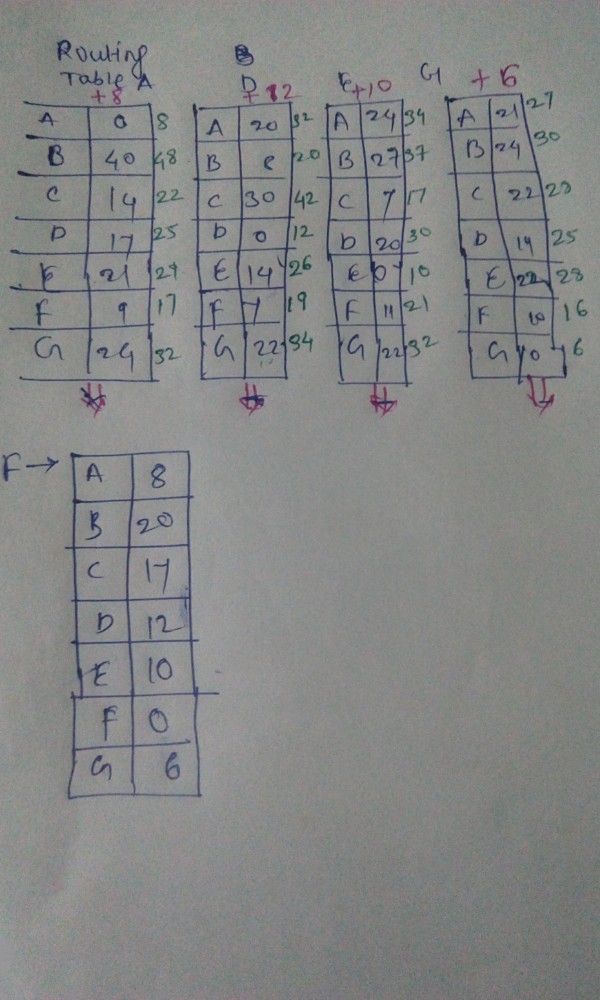 Routing
Table A
+8
A 0 8
B 40 48
C 14 22
D 17 25
E 21 29
F 9 17
G 24 32
D
+12
A 20 32
B 8 20
C 30 42
D 0 12
E 14 26
F 7 19
G 22 34
E +10
A 24 34
B 27 37
C 7 17
D 20 30
E 0 10
F 11 21
G 22 32
G +6
A 21 27
B 24 30
C 22 28
D 19 25
E 22 28
F 10 16
G 0 6
F →
A 8
B 20
C 17
D 12
E 10
F 0
G 6